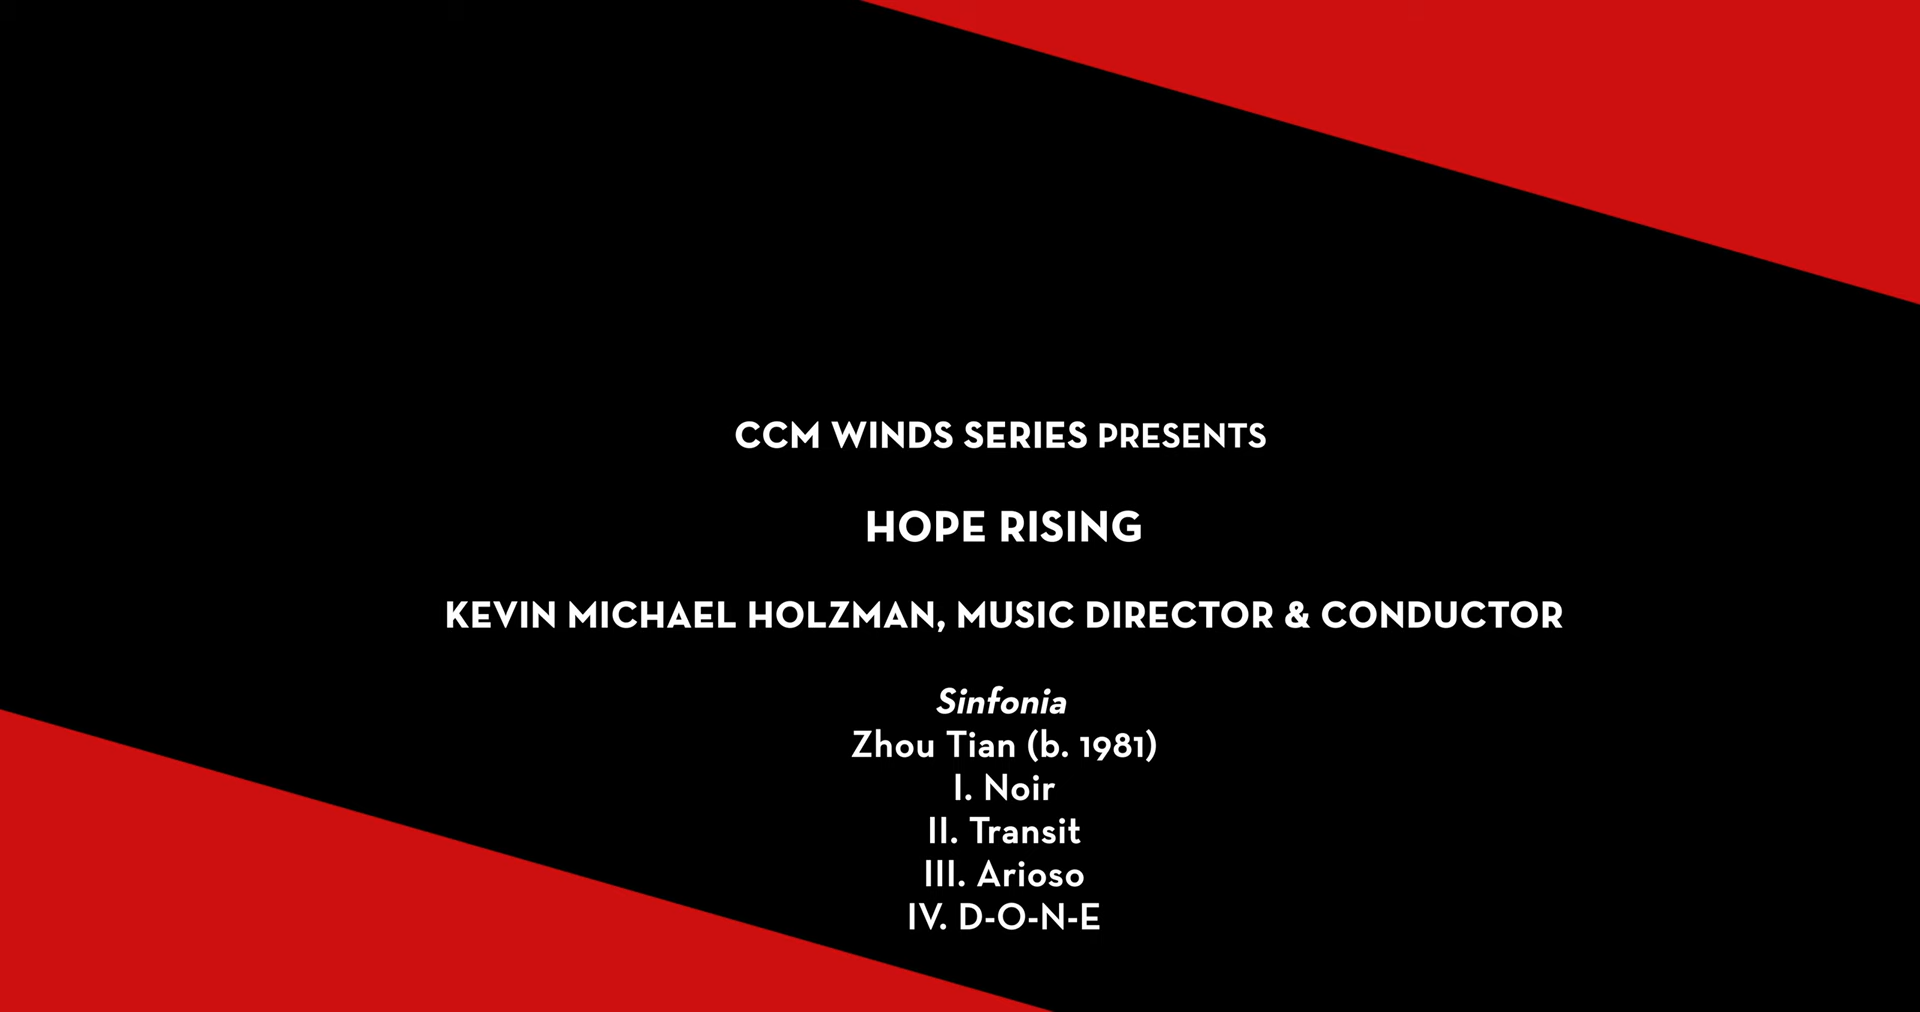 CCM WINDS SERIES PRESENTS
HOPE RISING
KEVIN MICHAEL HOLZMAN, MUSIC DIRECTOR & CONDUCTOR
Sinfonia
Zhou Tian (b. 1981)
I. Noir
II. Transit
III. Arioso
IV. D-O-N-E